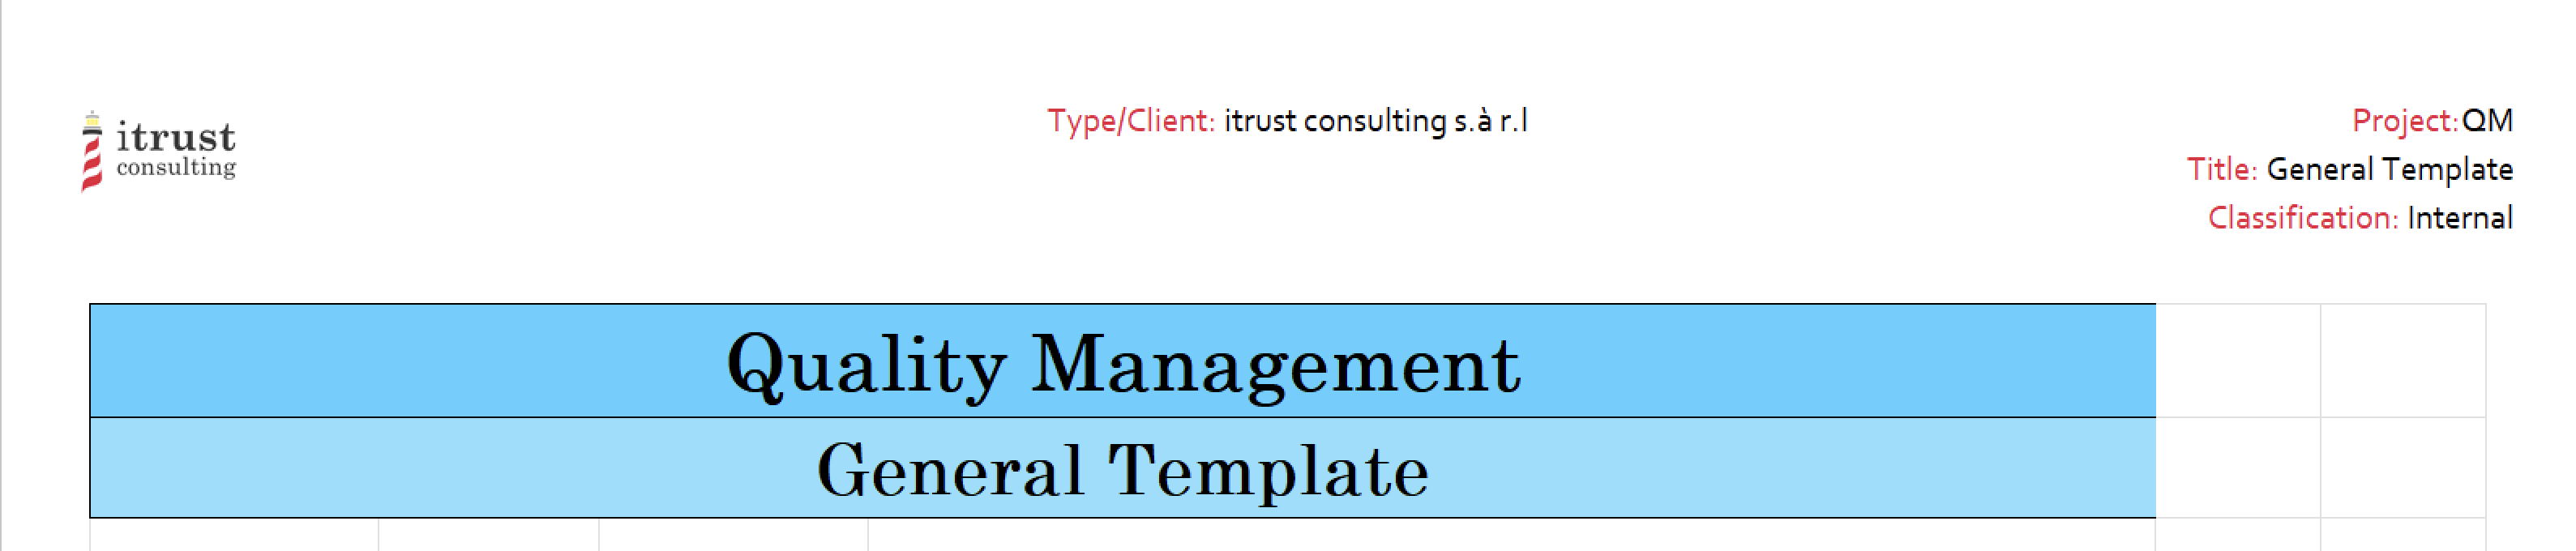 itrust
consulting
Type/Client: itrust consulting s.à r.l
Project:QM
Title: General Template
Classification: Internal
Quality Management
General Template